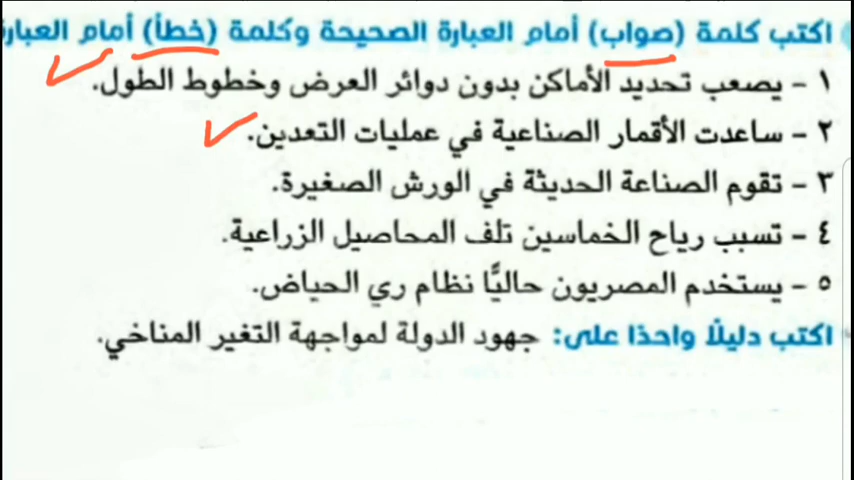 اكتب كلمة (صواب) أمام العبارة الصحيحة وكلمة (خطأ) أمام العبارة
١ - يصعب تحديد الأماكن بدون دوائر العرض وخطوط الطول.
٢ - ساعدت الأقمار الصناعية في عمليات التعدين.
٣ - تقوم الصناعة الحديثة في الورش الصغيرة.
٤ - تسبب رياح الخماسين تلف المحاصيل الزراعية.
٥ - يستخدم المصريون حاليًّا نظام ري الحياض.
اكتب دليلًا واحدًا على: جهود الدولة لمواجهة التغير المناخي.